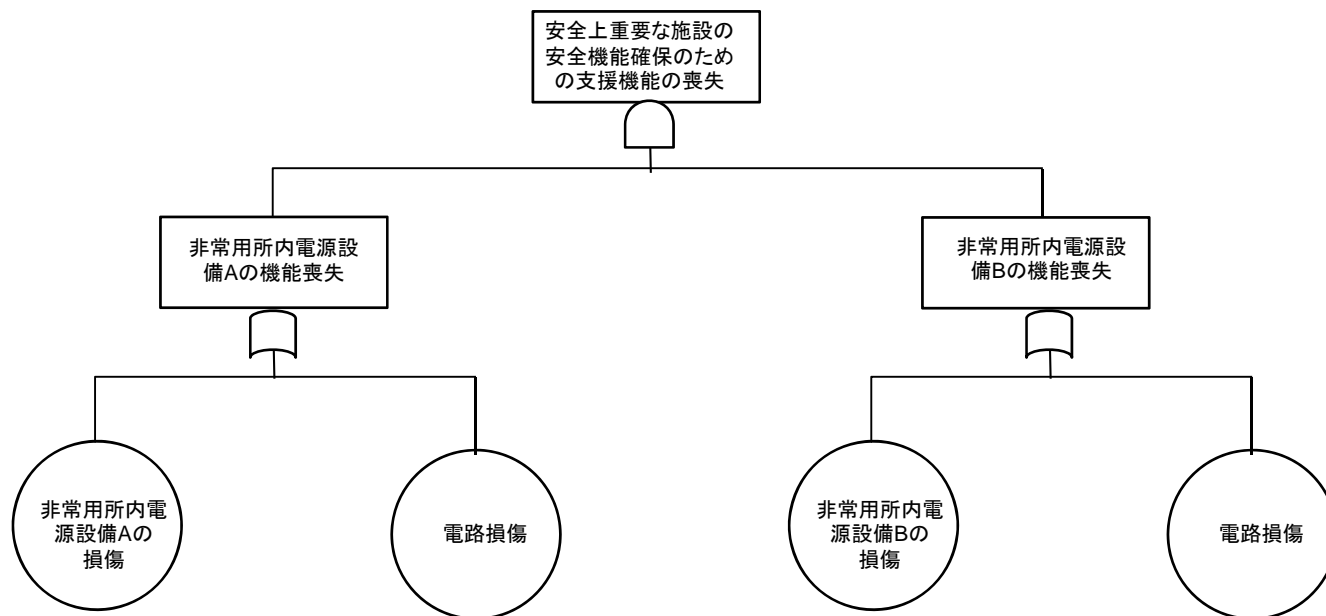 安全上重要な施設の
安全機能確保のため
の支援機能の喪失
非常用所内電源設
備Aの機能喪失
非常用所内電源設
備Bの機能喪失
非常用所内電
源設備Aの
損傷
電路損傷
非常用所内電
源設備Bの
損傷
電路損傷